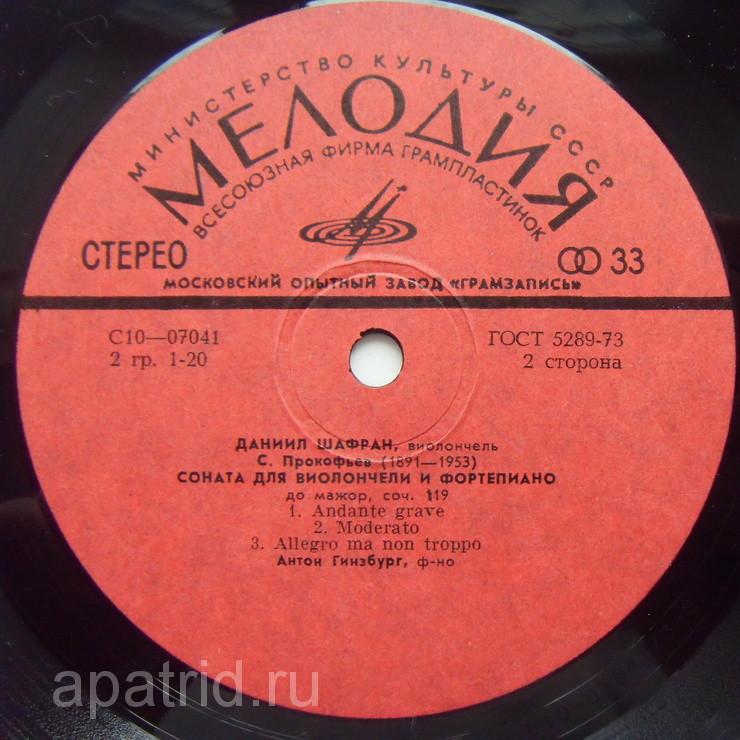 МИНИСТЕРСТВО КУЛЬТУРЫ СССР
МЕЛОДИЯ
ВСЕСОЮЗНАЯ ФИРМА ГРАМПЛАСТИНОК
СТЕРЕО
33
МОСКОВСКИЙ ОПЫТНЫЙ ЗАВОД «ГРАМЗАПИСЬ»
С10—07041
ГОСТ 5289-73
2 гр. 1-20
2 сторона
ДАНИИЛ ШАФРАН, виолончель
С. Прокофьев (1891—1953)
СОНАТА ДЛЯ ВИОЛОНЧЕЛИ И ФОРТЕПИАНО
до мажор, соч. 119
1. Andante grave
2. Moderato
3. Allegro ma non troppo
Антон Гинзбург, ф-но
apatrid.ru